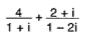 4/(1 + i) + (2 + i)/(1 − 2i)